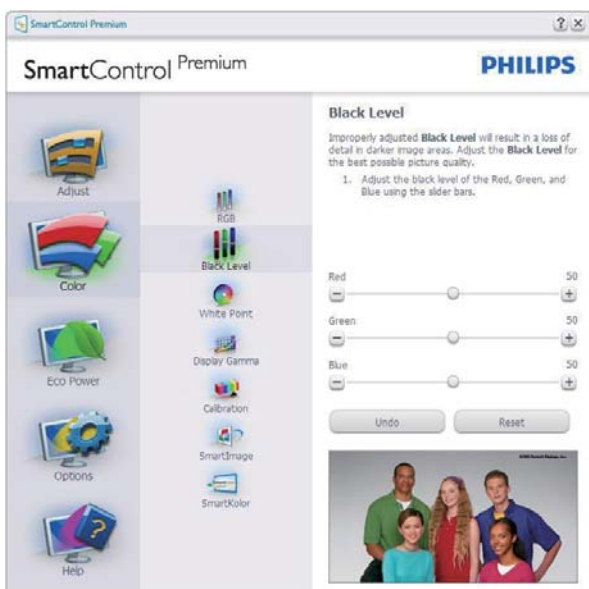 SmartControl Premium
SmartControl Premium
PHILIPS
Adjust
Color
Eco Power
Options
Help
RGB
Black Level
White Point
Display Gamma
Calibration
SmartImage
SmartKolor
Black Level
Improperly adjusted Black Level will result in a loss of
detail in darker image areas. Adjust the Black Level for
the best possible picture quality.
1. Adjust the black level of the Red, Green, and
Blue using the slider bars.
Red 50
Green 50
Blue 50
Undo Reset